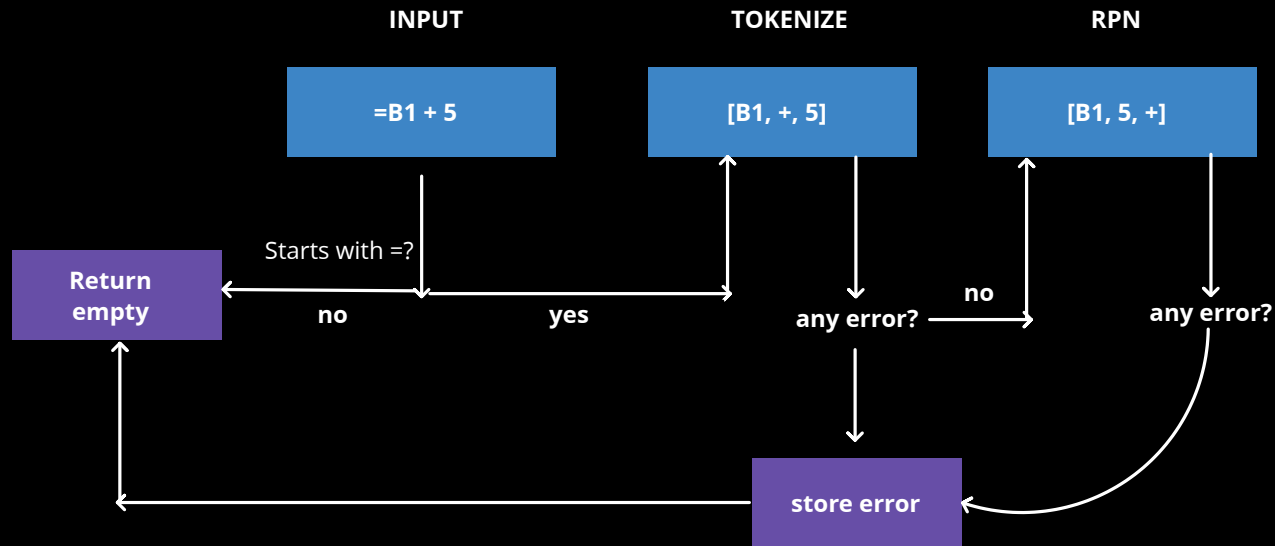 INPUT
TOKENIZE
RPN
=B1 + 5
[B1, +, 5]
[B1, 5, +]
Starts with =?
Return
empty
no
yes
any error?
no
any error?
store error